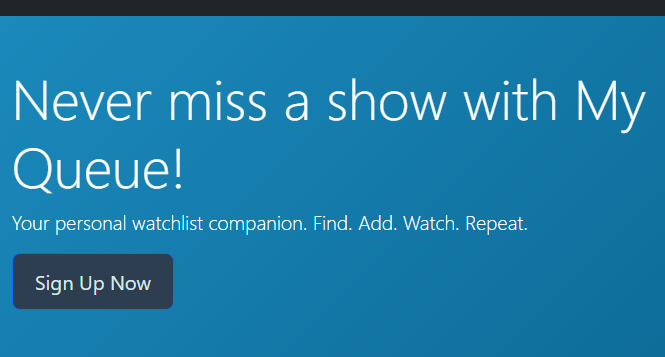 Never miss a show with My
Queue!
Your personal watchlist companion. Find. Add. Watch. Repeat.
Sign Up Now